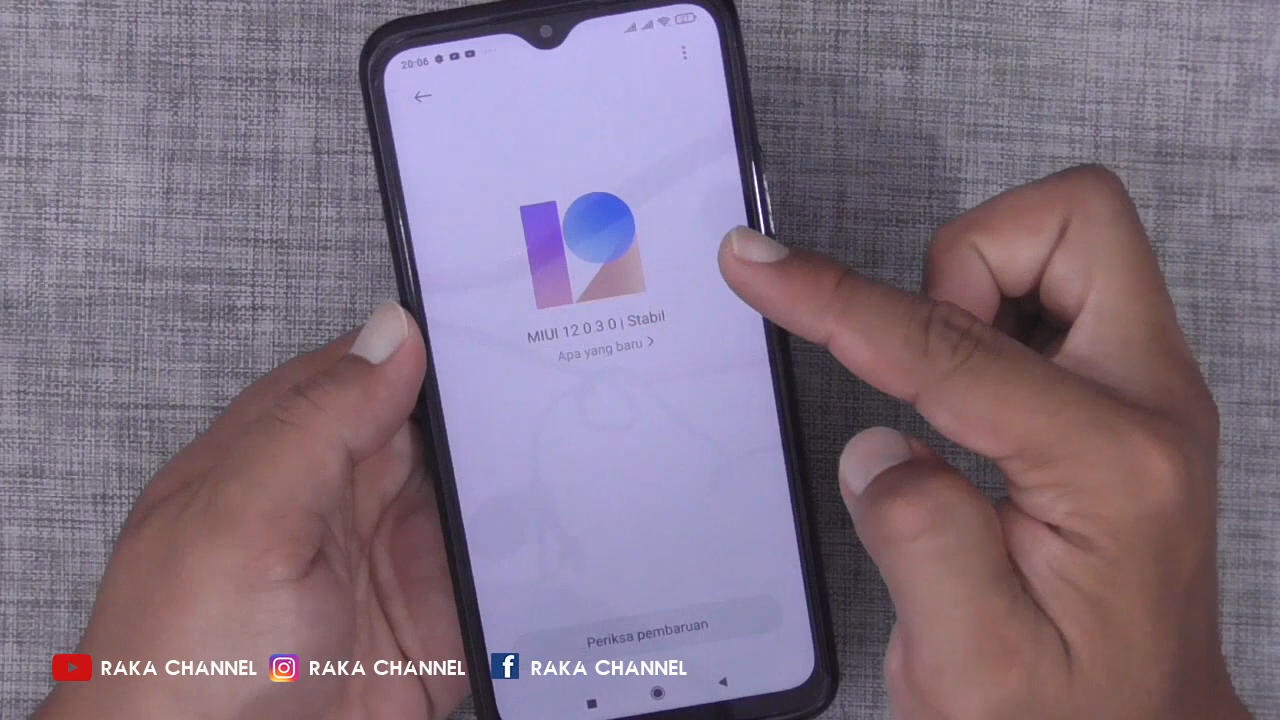 20:06
MIUI 12 0.3 0 | Stabil
Apa yang baru >
Periksa pembaruan
RAKA CHANNEL RAKA CHANNEL RAKA CHANNEL